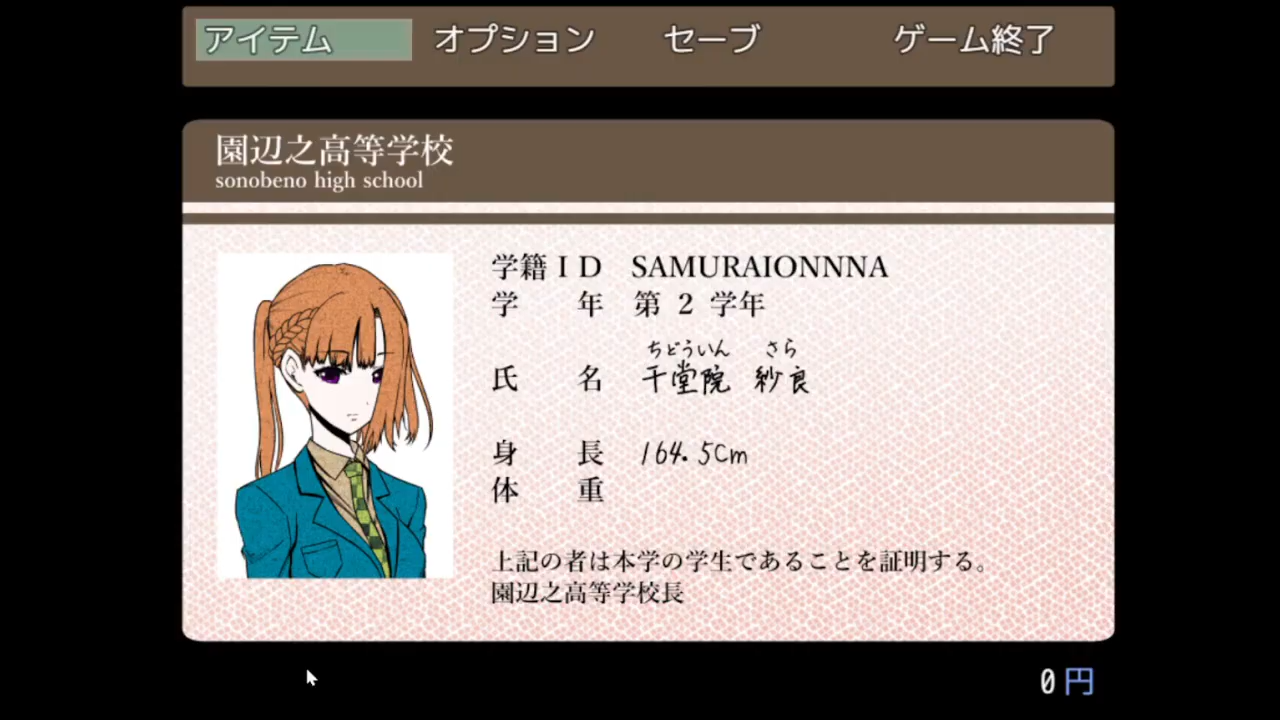 アイテム オプション セーブ ゲーム終了
園辺之高等学校
sonobeno high school
学籍ID SAMURAIONNNA
学年 第2学年
ちどういん さら
氏名 千堂院 紗良
身長 164.5Cm
体重
上記の者は本学の学生であることを証明する。
園辺之高等学校長
0円